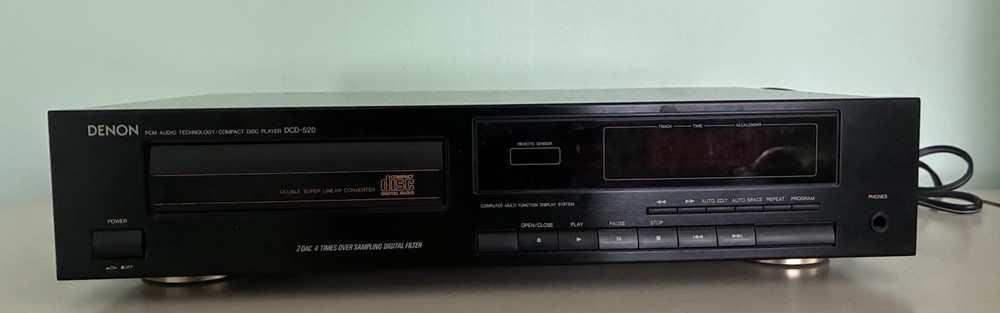 DENON PCM AUDIO TECHNOLOGY/COMPACT DISC PLAYER DCD-520
DOUBLE SUPER LINEAR CONVERTER
COMPACT
disc
DIGITAL AUDIO
POWER
ON OFF
2 DAC 4 TIMES OVER SAMPLING DIGITAL FILTER
REMOTE SENSOR
TRACK TIME M.CALENDAR
COMPUTED MULTI FUNCTION DISPLAY SYSTEM
AUTO EDIT AUTO SPACE REPEAT PROGRAM
OPEN/CLOSE PLAY PAUSE STOP
PHONES